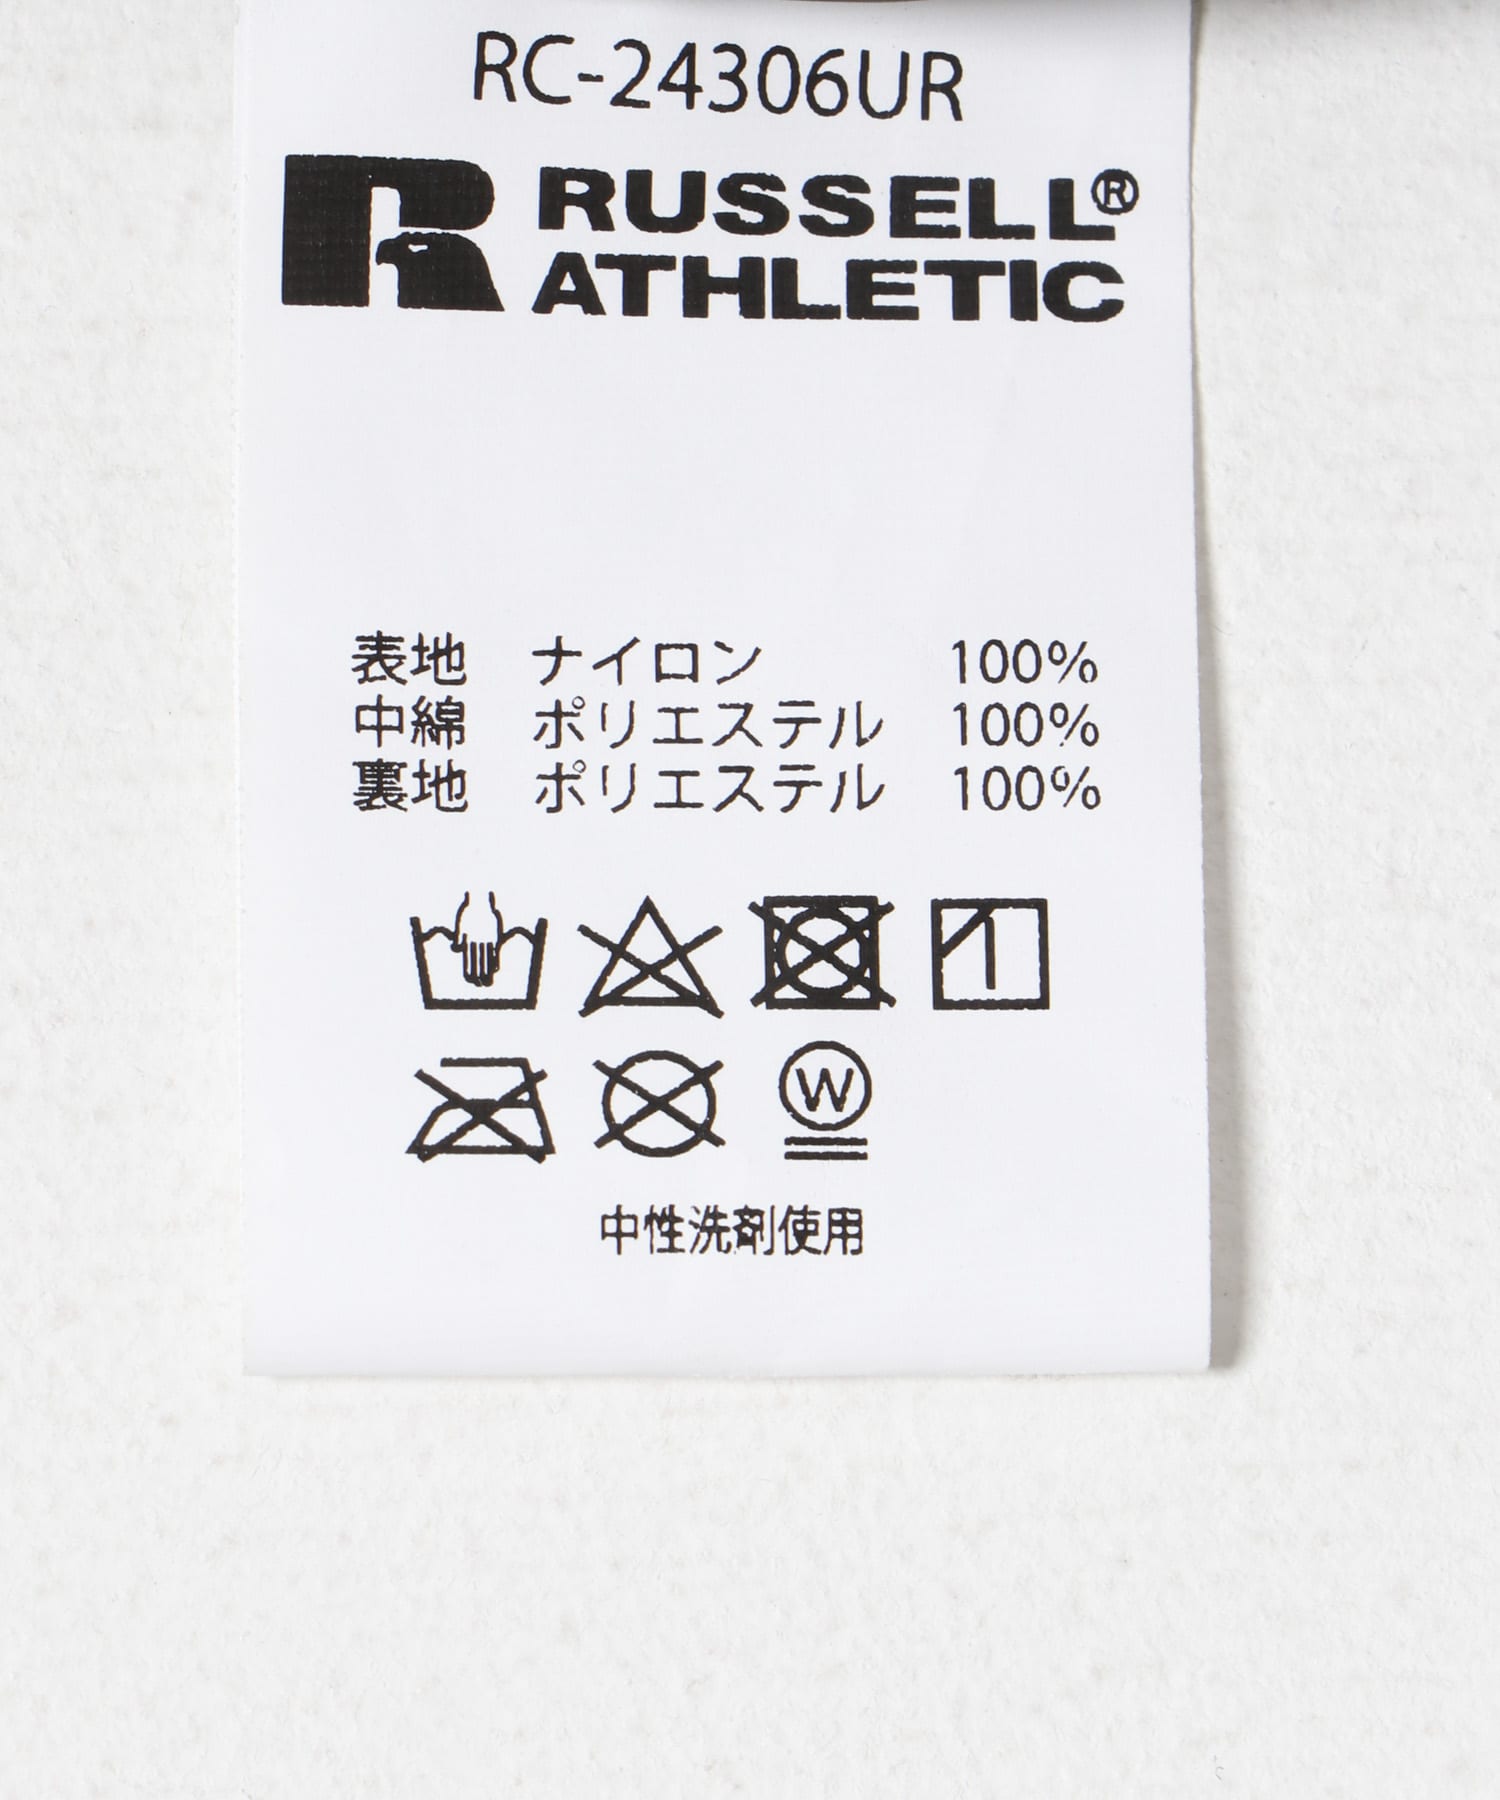 RC-24306UR
RUSSELL®
ATHLETIC
表地 ナイロン 100%
中綿 ポリエステル 100%
裏地 ポリエステル 100%
W
中性洗剤使用